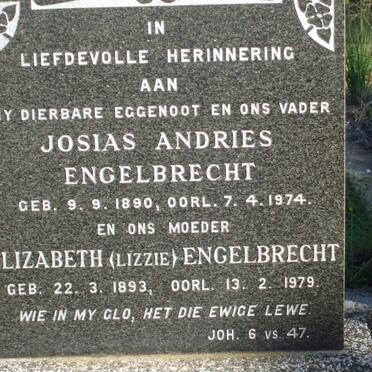 IN
LIEFDEVOLLE HERINNERING
AAN
Y DIERBARE EGGENOOT EN ONS VADER
JOSIAS ANDRIES
ENGELBRECHT
GEB. 9. 9. 1890, OORL. 7. 4. 1974.
EN ONS MOEDER
LIZABETH (LIZZIE) ENGELBRECHT
GEB. 22. 3. 1893, OORL. 13. 2. 1979.
WIE IN MY GLO, HET DIE EWIGE LEWE.
JOH. 6 VS. 47.